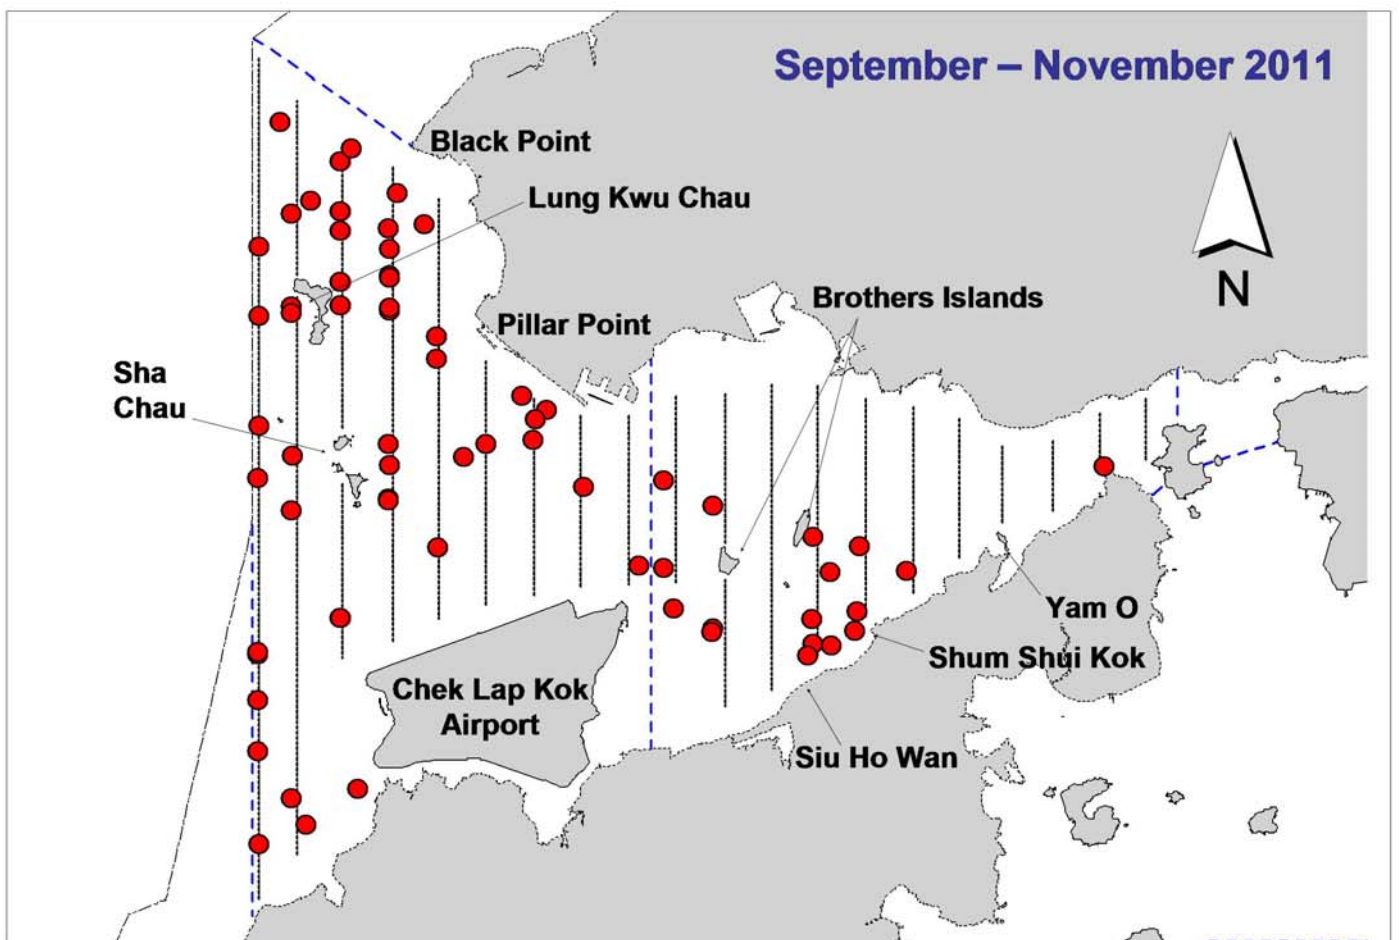 September – November 2011
Black Point
Lung Kwu Chau
N
Brothers Islands
Pillar Point
Sha
Chau
Yam O
Shum Shui Kok
Chek Lap Kok
Airport
Siu Ho Wan